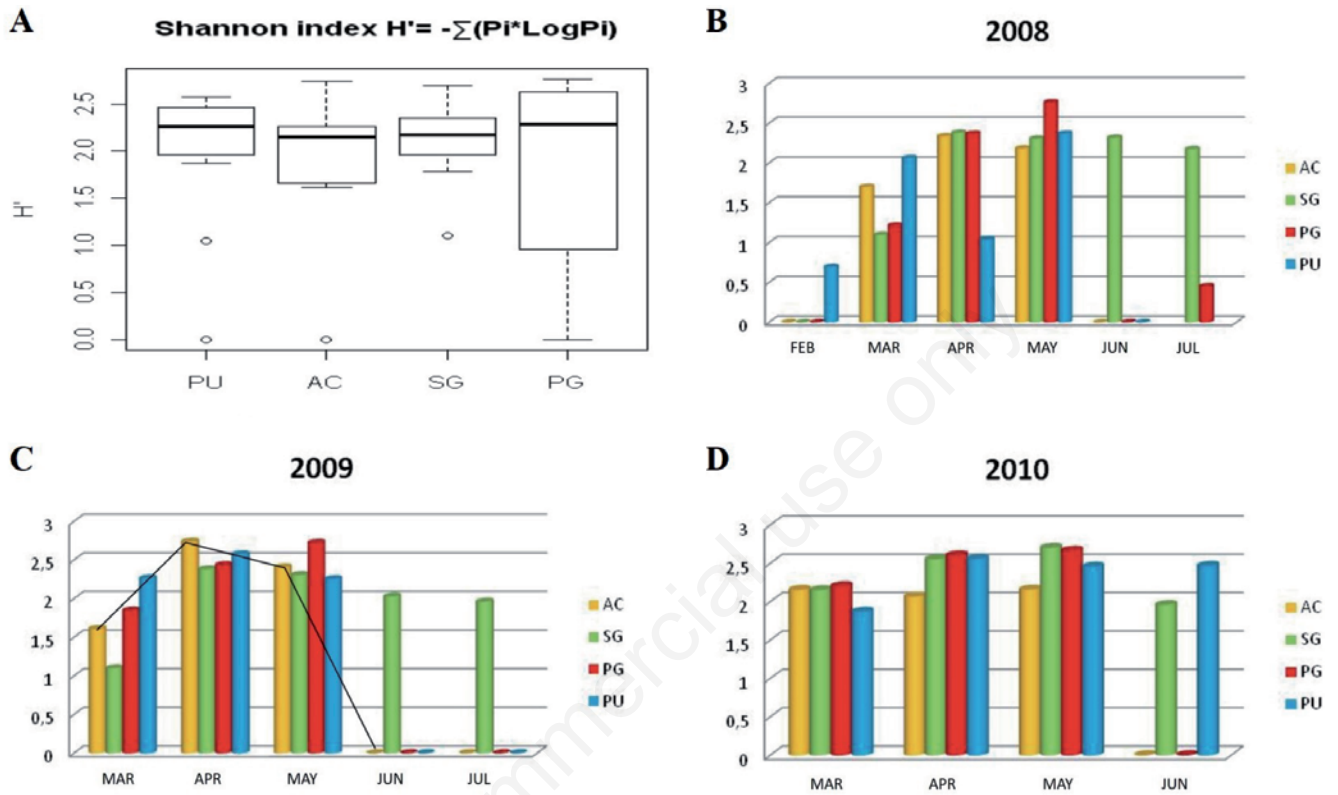 A
Shannon index H'= -∑(Pi*LogPi)
H'
2.5
2.0
1.5
1.0
0.5
0.0
PU AC SG PG
B
2008
3
2.5
2
1.5
1
0,5
0
FEB MAR APR MAY JUN JUL
AC
SG
PG
PU
C
2009
3
2.5
2
1.5
1
0,5
0
MAR APR MAY JUN JUL
AC
SG
PG
PU
D
2010
3
2.5
2
1.5
1
0,5
0
MAR APR MAY JUN
AC
SG
PG
PU
mmercial use only